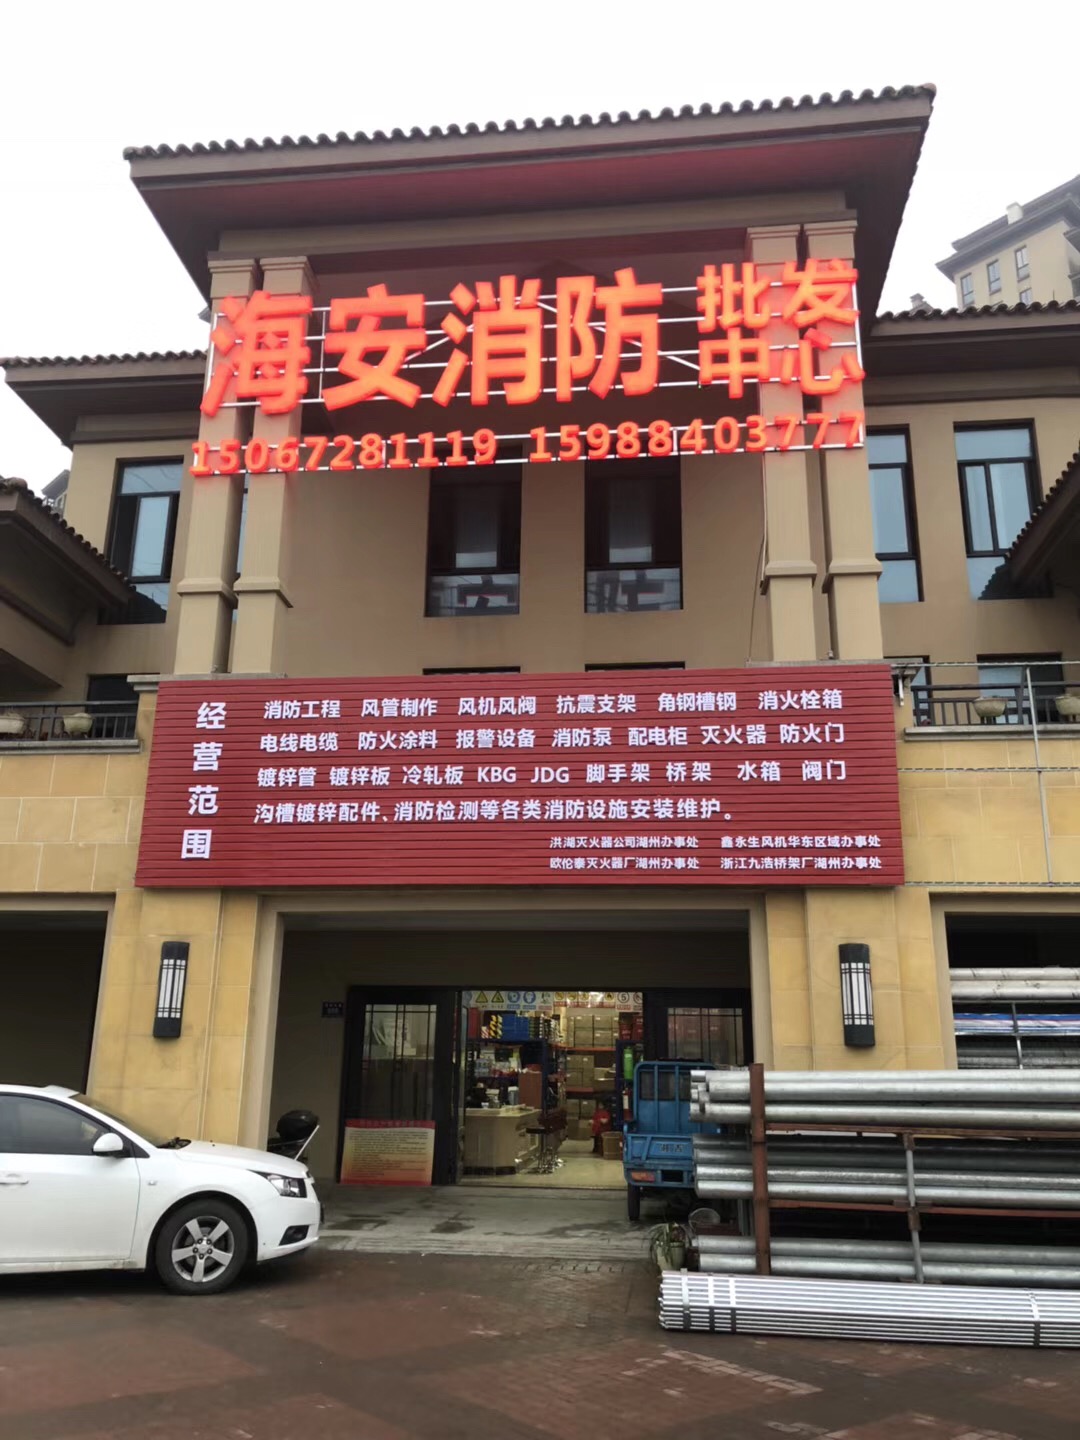 海安消防批发中心
15067281119 15988403777
经营范围
消防工程 风管制作 风机风阀 抗震支架 角钢槽钢 消火栓箱
电线电缆 防火涂料 报警设备 消防泵 配电柜 灭火器 防火门
镀锌管 镀锌板 冷轧板 KBG JDG 脚手架 桥架 水箱 阀门
沟槽镀锌配件、消防检测等各类消防设施安装维护。
洪湖灭火器公司湖州办事处 鑫永生风机华东区域办事处
欧伦泰灭火器厂湖州办事处 浙江九浩桥架厂湖州办事处